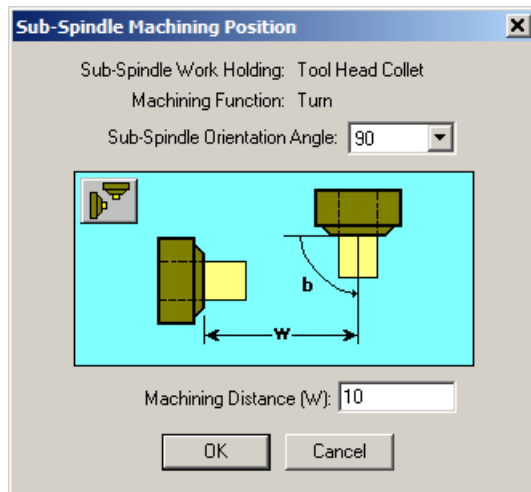 Sub-Spindle Machining Position
Sub-Spindle Work Holding: Tool Head Collet
Machining Function: Turn
Sub-Spindle Orientation Angle: 90
b
w
Machining Distance (W): 10
OK Cancel